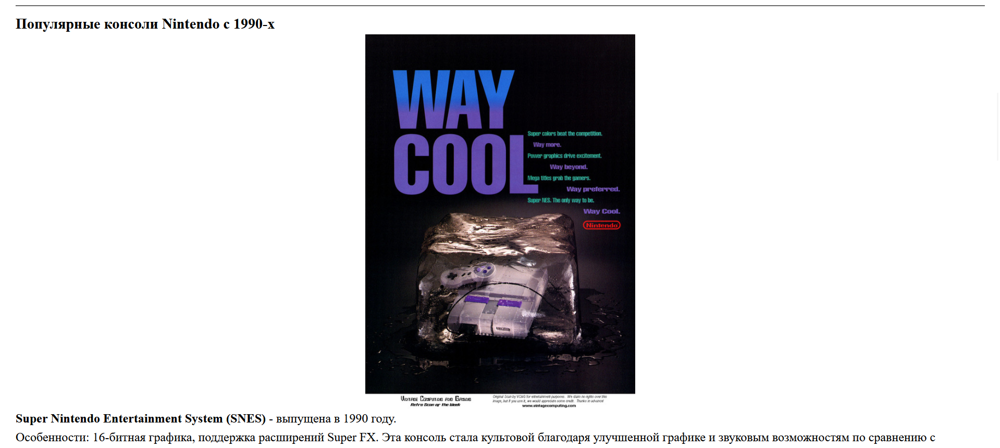 Популярные консоли Nintendo с 1990-х
WAY
COOL
Super colors beat the competition.
Way more.
Power graphics drive excitement.
Way beyond.
Mega titles grab the gamers.
Way preferred.
Super NES. The only way to be.
Way Cool.
Nintendo
Vintage Computing and Gaming
Retro Scan of the Week
Original Scan by VC&G for entertainment purposes. We claim no rights over this
image, but if you use it, we would appreciate some credit. Thanks in advance!
www.vintagecomputing.com
Super Nintendo Entertainment System (SNES) - выпущена в 1990 году.
Особенности: 16-битная графика, поддержка расширений Super FX. Эта консоль стала культовой благодаря улучшенной графике и звуковым возможностям по сравнению с